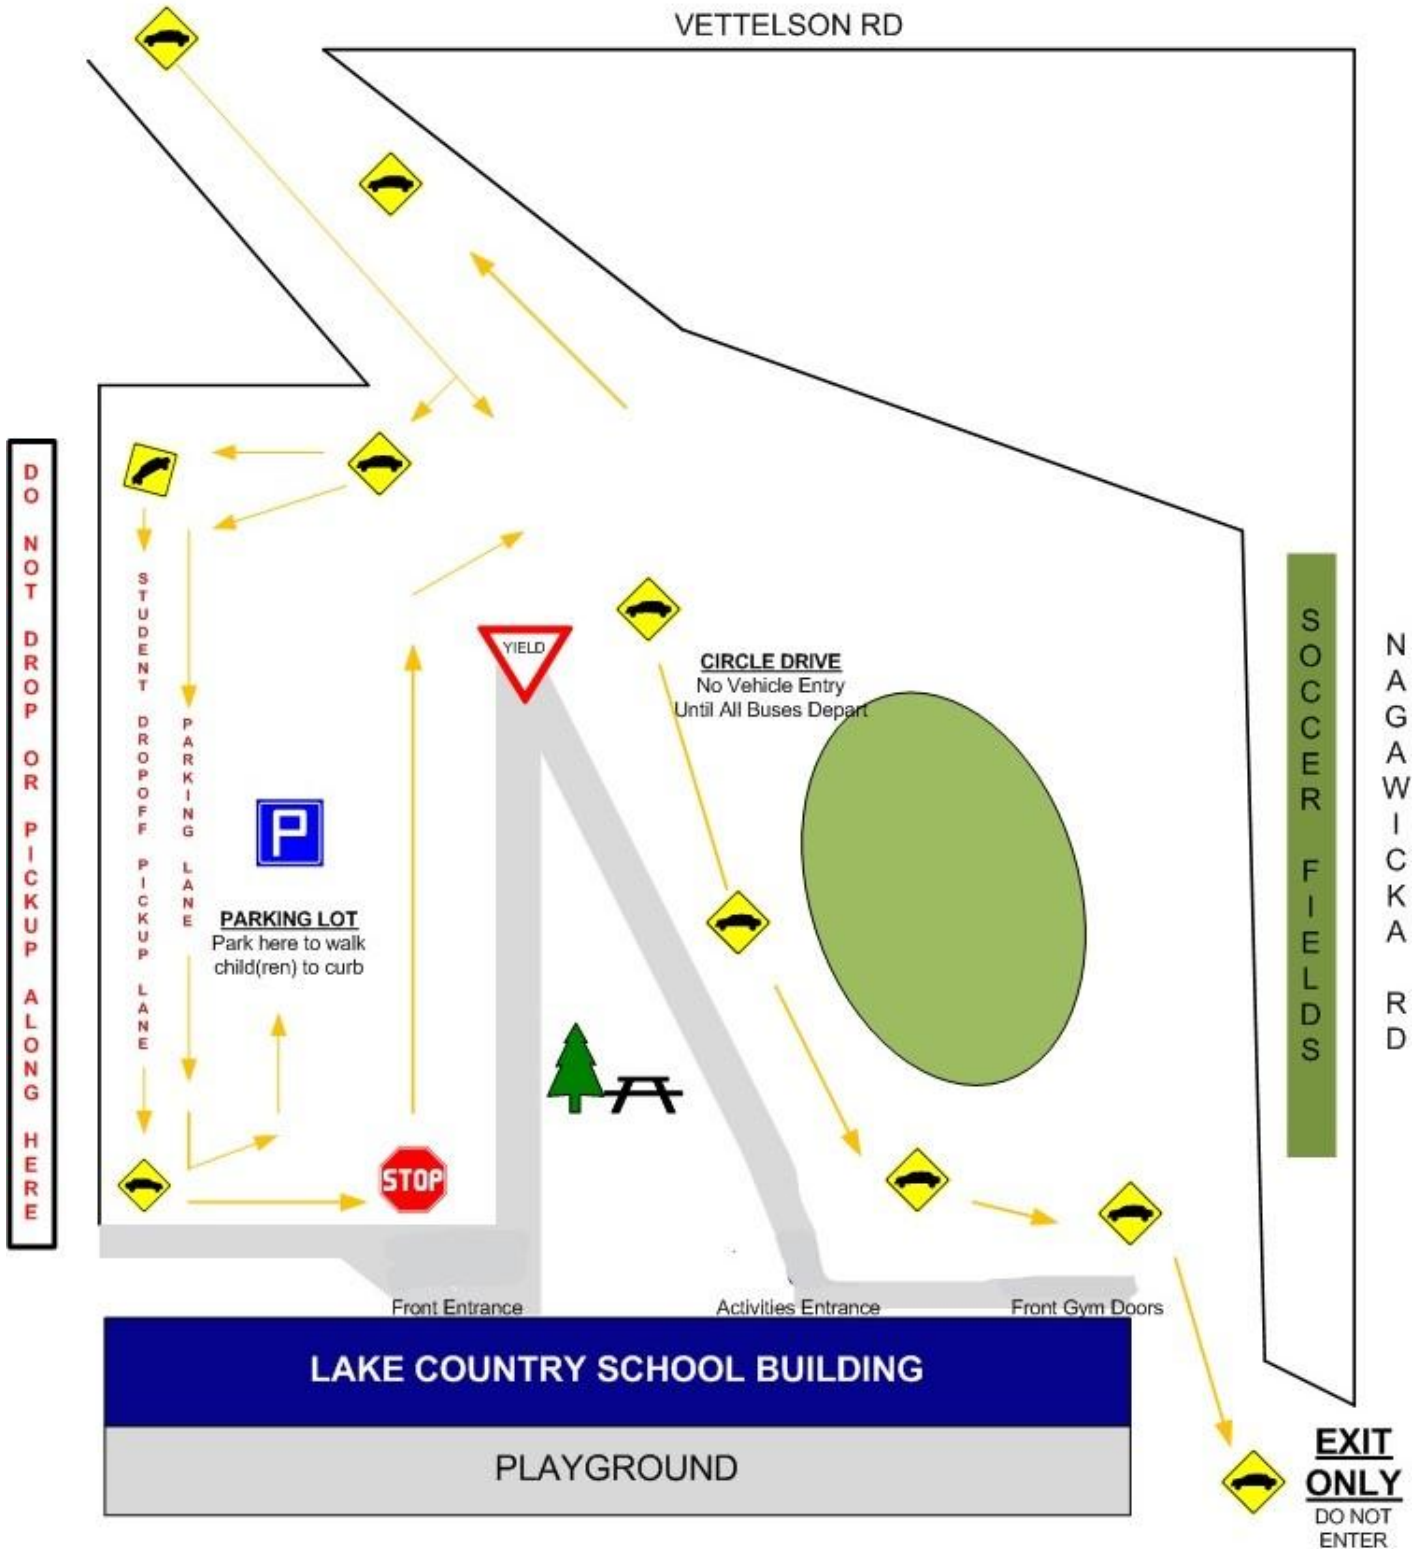 VETTELSON RD
DO NOT DROP OR PICKUP ALONG HERE
STUDENT DROPOFF PICKUP LANE
PARKING LANE
P
PARKING LOT
Park here to walk
child(ren) to curb
STOP
YIELD
CIRCLE DRIVE
No Vehicle Entry
Until All Buses Depart
SOCCER FIELDS
NAGAWICKA RD
Front Entrance
Activities Entrance
Front Gym Doors
LAKE COUNTRY SCHOOL BUILDING
PLAYGROUND
EXIT
ONLY
DO NOT
ENTER